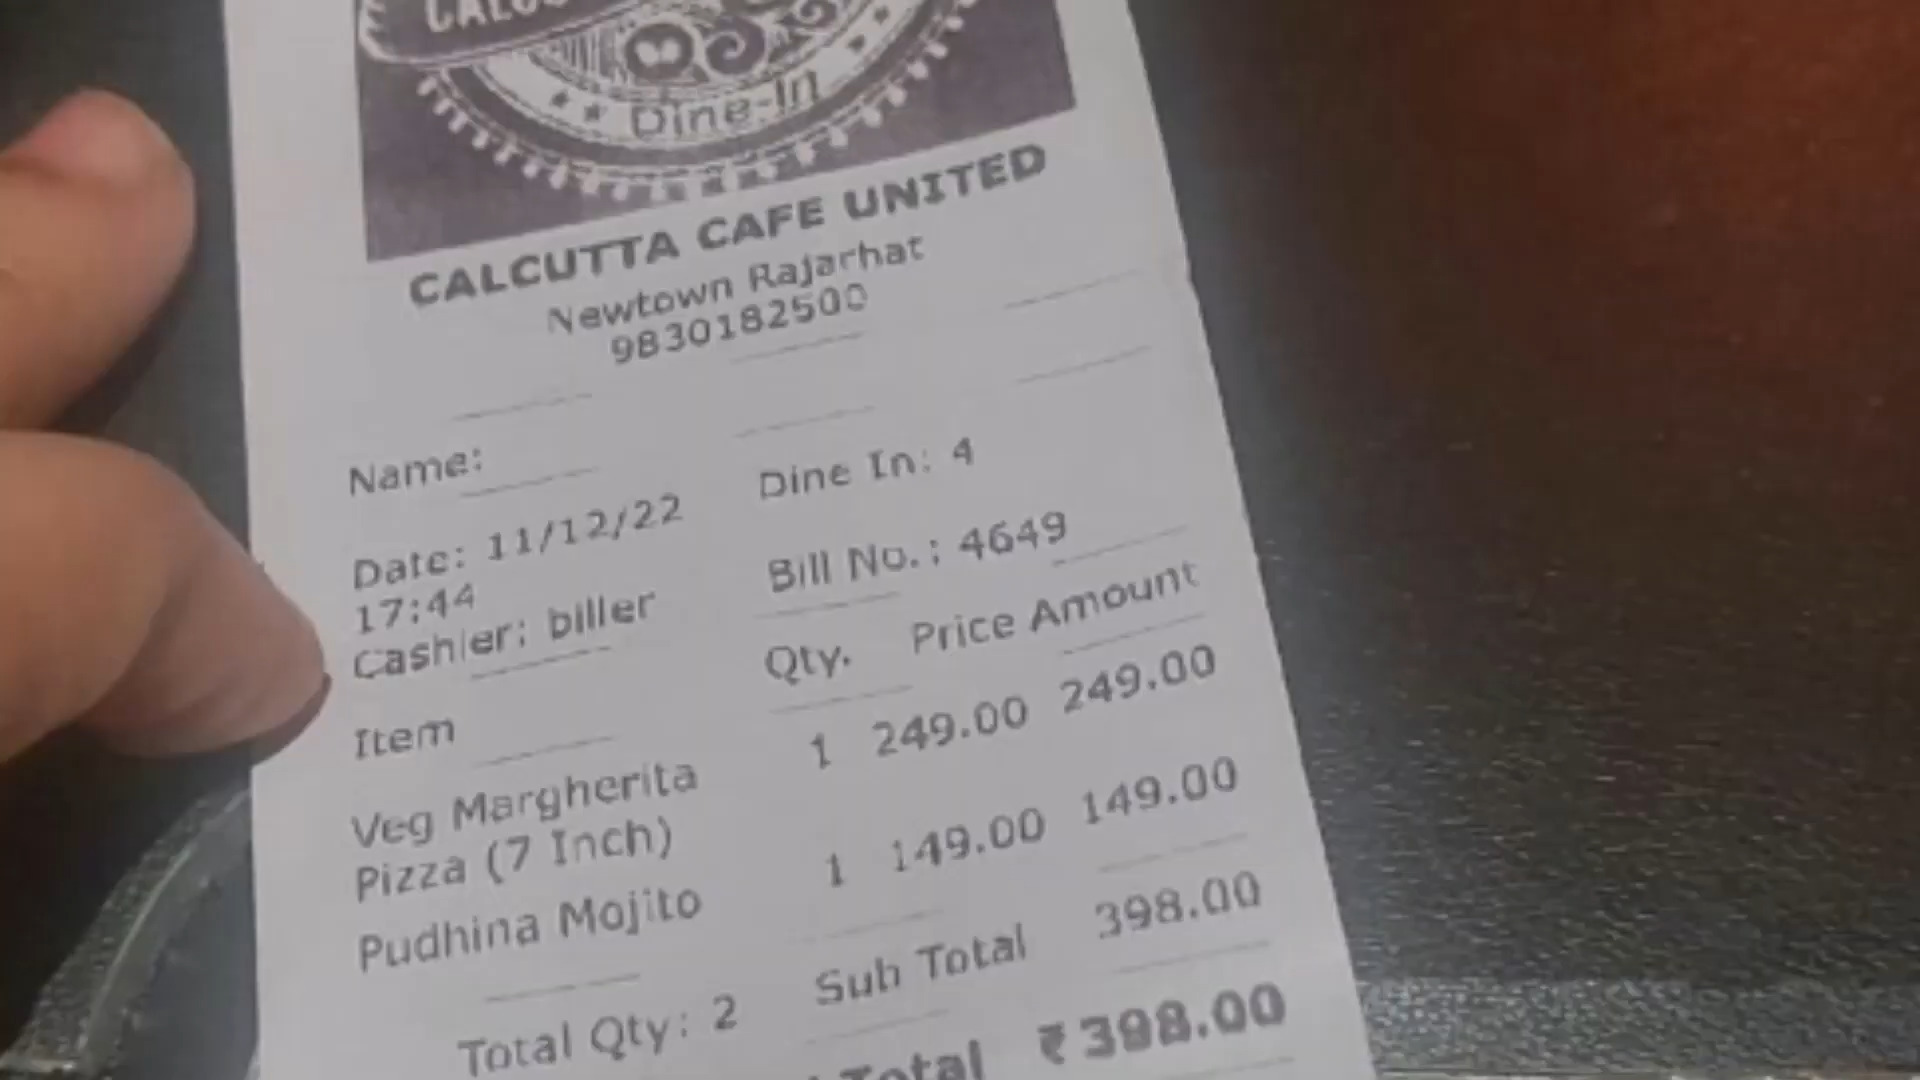 Dine-In
CALCUTTA CAFE UNITED
Newtown Rajarhat
9830182500
Name:
Date: 11/12/22 Dine In: 4
17:44
Cashier: biller Bill No.: 4649
Item Qty. Price Amount
Veg Margherita 1 249.00 249.00
Pizza (7 Inch)
Pudhina Mojito 1 149.00 149.00
Total Qty: 2 Sub Total 398.00
Total ₹398.00